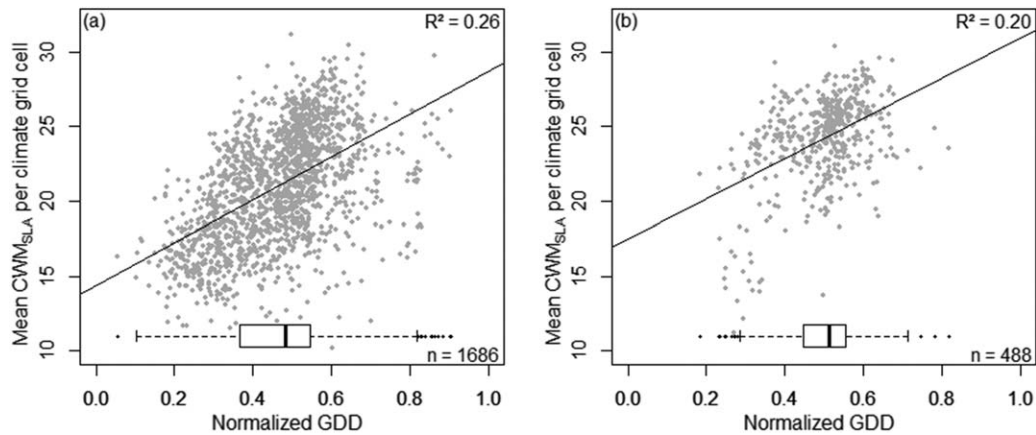 (a)
R² = 0.26
Mean CWM_SLA per climate grid cell
30
25
20
15
10
n = 1686
0.0 0.2 0.4 0.6 0.8 1.0
Normalized GDD
(b)
R² = 0.20
Mean CWM_SLA per climate grid cell
30
25
20
15
10
n = 488
0.0 0.2 0.4 0.6 0.8 1.0
Normalized GDD